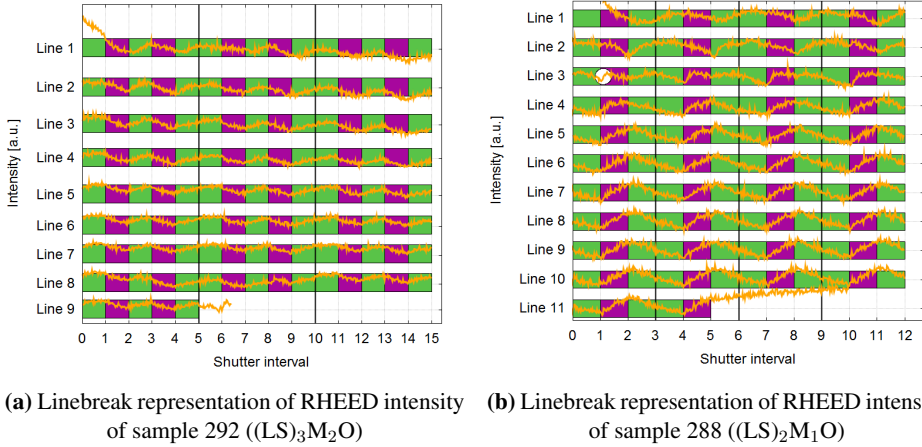 Line 1
Line 2
Line 3
Line 4
Line 5
Line 6
Line 7
Line 8
Line 9
Intensity [a.u.]
0 1 2 3 4 5 6 7 8 9 10 11 12 13 14 15
Shutter interval
(a) Linebreak representation of RHEED intensity
of sample 292 ((LS)₃M₂O)
Line 1
Line 2
Line 3
Line 4
Line 5
Line 6
Line 7
Line 8
Line 9
Line 10
Line 11
Intensity [a.u.]
0 1 2 3 4 5 6 7 8 9 10 11 12
Shutter interval
(b) Linebreak representation of RHEED intens
of sample 288 ((LS)₂M₁O)